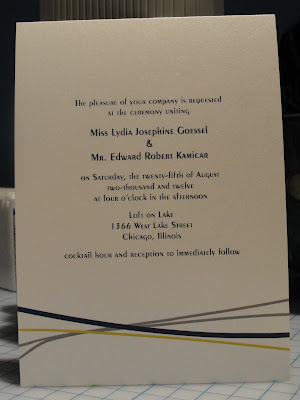 The pleasure of your company is requested
at the ceremony uniting
Miss Lydia Josephine Goessel
&
Mr. Edward Robert Kamicar
on Saturday, the twenty-fifth of August
two-thousand and twelve
at four o'clock in the afternoon
Loft on Lake
1366 West Lake Street
Chicago, Illinois
cocktail hour and reception to immediately follow